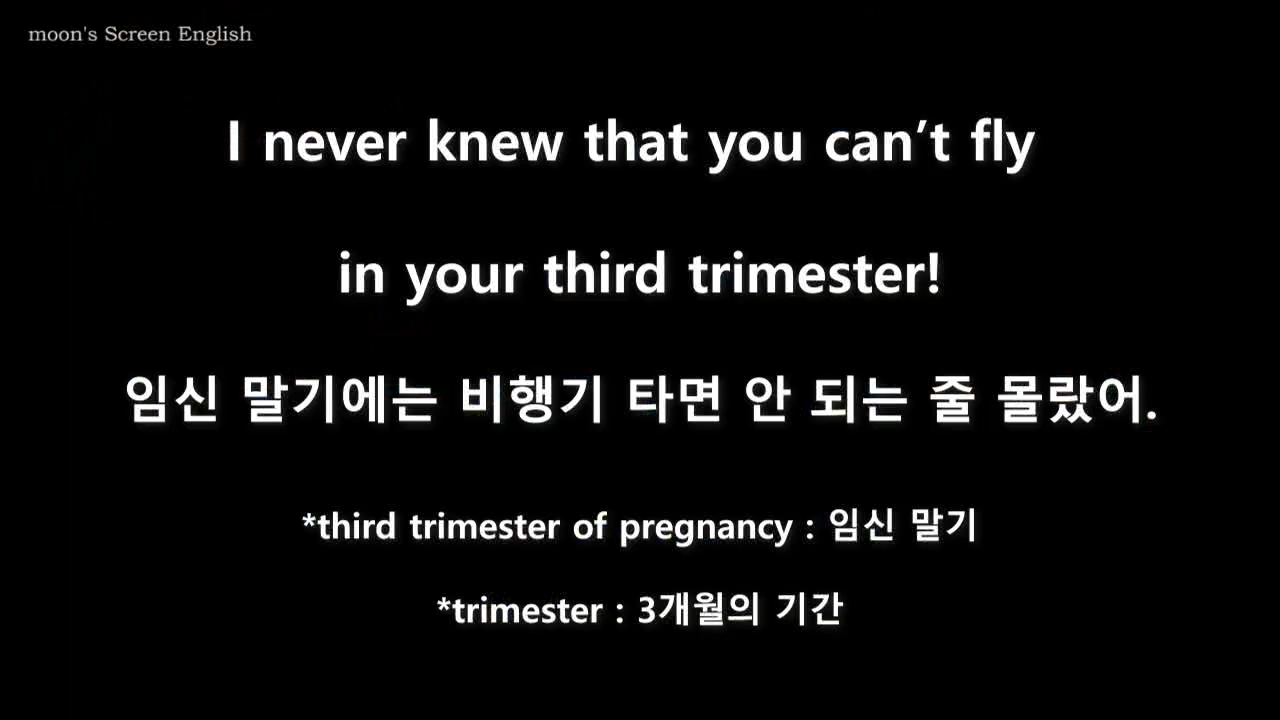 moon's Screen English
I never knew that you can’t fly
in your third trimester!
임신 말기에는 비행기 타면 안 되는 줄 몰랐어.
*third trimester of pregnancy : 임신 말기
*trimester : 3개월의 기간